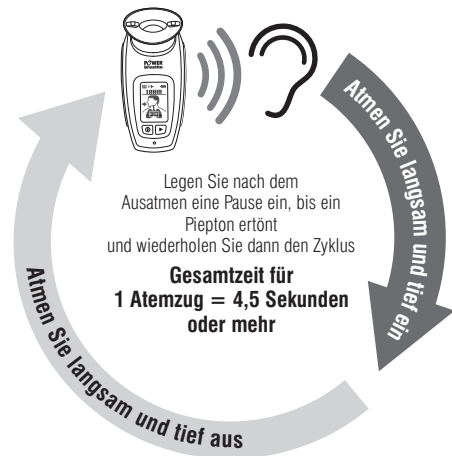 POWER
breathe
Atmen Sie langsam und tief ein
Legen Sie nach dem
Ausatmen eine Pause ein, bis ein
Piepton ertönt
und wiederholen Sie dann den Zyklus
Gesamtzeit für
1 Atemzug = 4,5 Sekunden
oder mehr
Atmen Sie langsam und tief aus